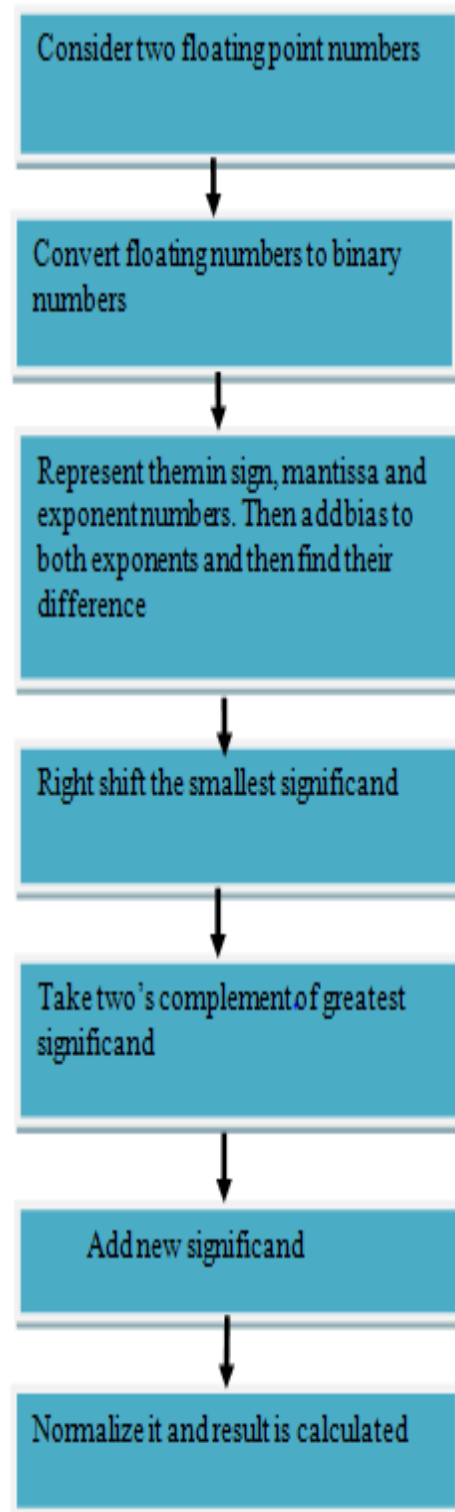 Consider two floating point numbers
Convert floating numbers to binary
numbers
Represent them in sign, mantissa and
exponent numbers. Then add bias to
both exponents and then find their
difference
Right shift the smallest significand
Take two's complement of greatest
significand
Add new significand
Normalize it and result is calculated